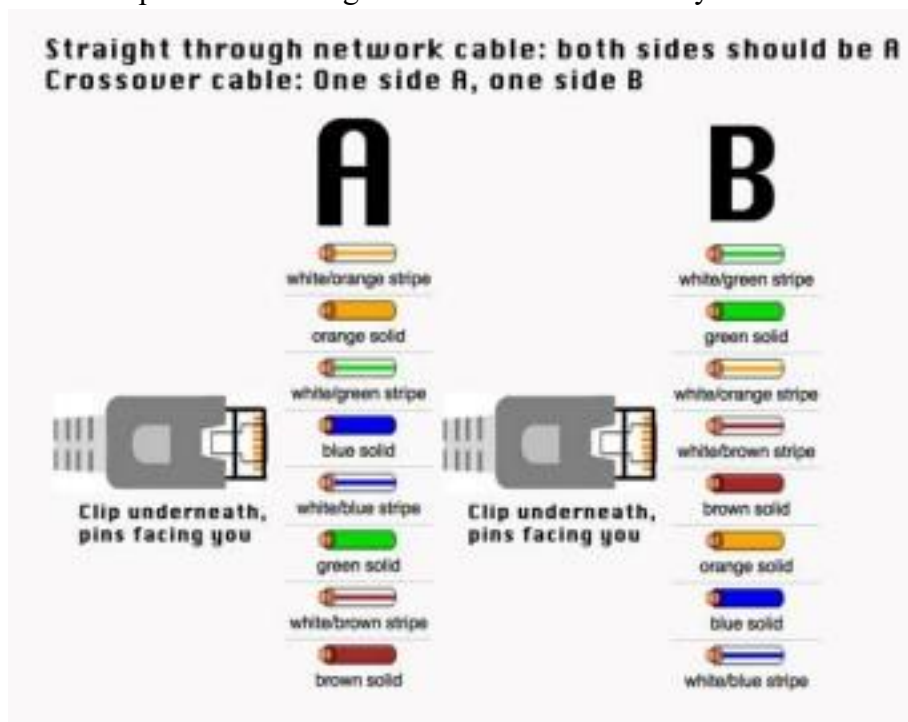 Straight through network cable: both sides should be A
Crossover cable: One side A, one side B
A
white/orange stripe
orange solid
white/green stripe
blue solid
white/blue stripe
green solid
white/brown stripe
brown solid
Clip underneath,
pins facing you
B
white/green stripe
green solid
white/orange stripe
white/brown stripe
brown solid
orange solid
blue solid
white/blue stripe
Clip underneath,
pins facing you